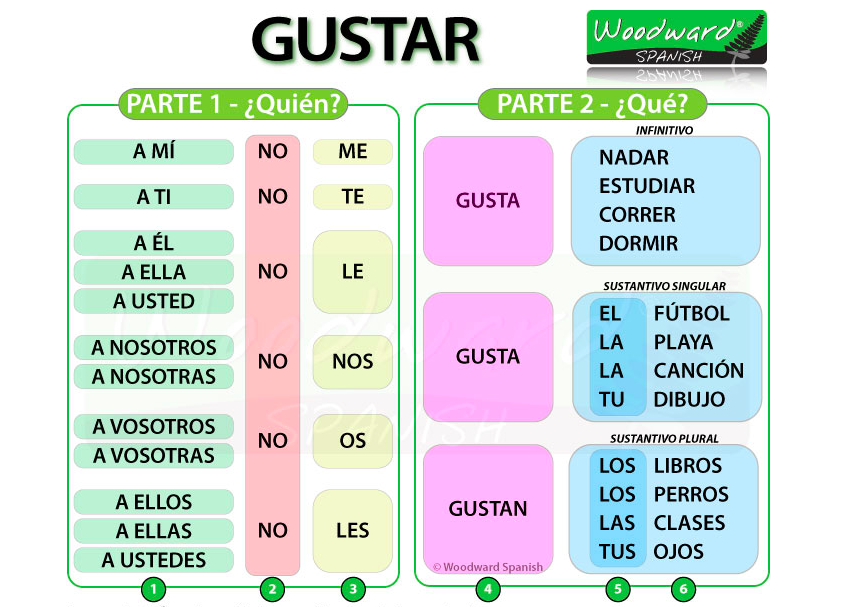 GUSTAR
Woodward®
SPANISH
PARTE 1 - ¿Quién?
A MÍ NO ME
A TI NO TE
A ÉL
A ELLA NO LE
A USTED
A NOSOTROS
NO NOS
A NOSOTRAS
A VOSOTROS
NO OS
A VOSOTRAS
A ELLOS
A ELLAS NO LES
A USTEDES
1 2 3
PARTE 2 - ¿Qué?
INFINITIVO
GUSTA
NADAR
ESTUDIAR
CORRER
DORMIR
SUSTANTIVO SINGULAR
GUSTA
EL FÚTBOL
LA PLAYA
LA CANCIÓN
TU DIBUJO
SUSTANTIVO PLURAL
GUSTAN
LOS LIBROS
LOS PERROS
LAS CLASES
TUS OJOS
© Woodward Spanish
4 5 6
Woodward
SPANISH